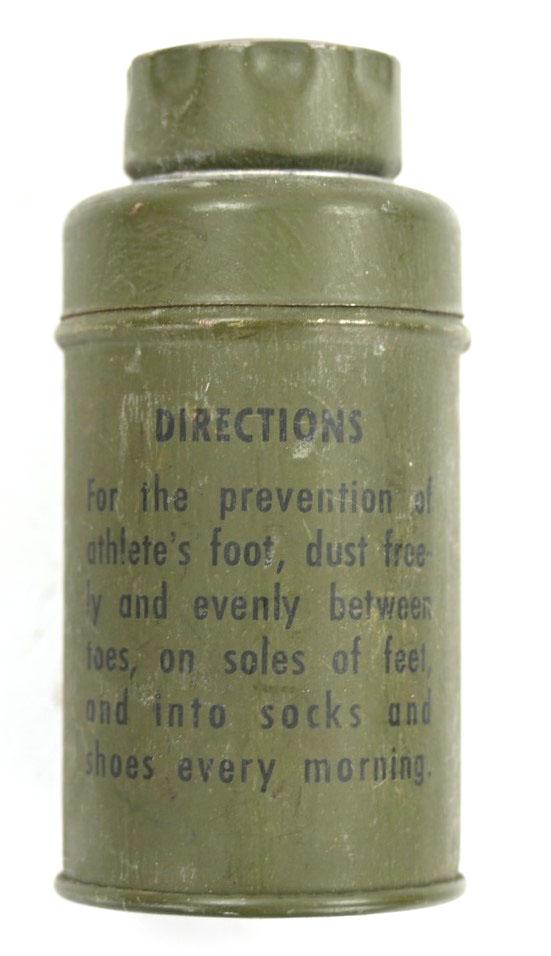 DIRECTIONS
For the prevention of
athlete's foot, dust free-
ly and evenly between
toes, on soles of feet,
and into socks and
shoes every morning.